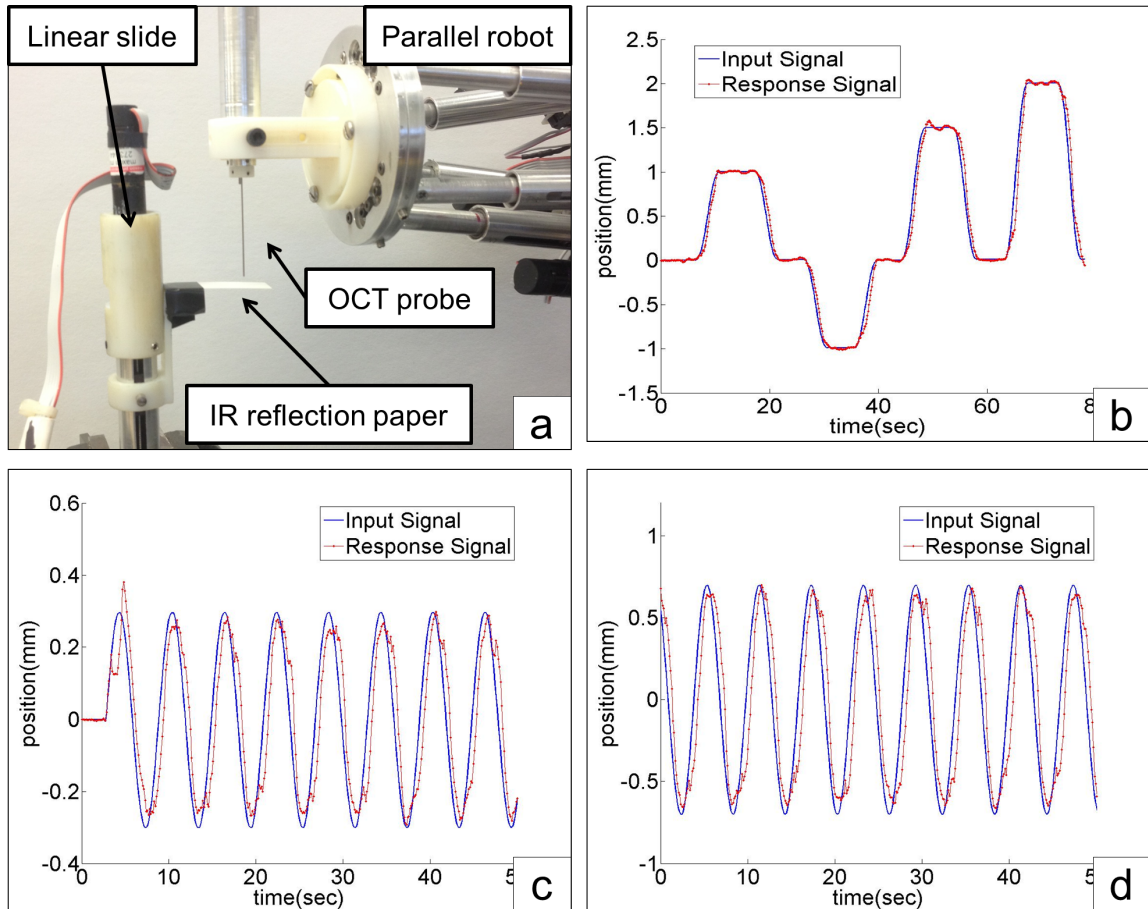 Linear slide
Parallel robot
OCT probe
IR reflection paper
a
2.5
2
1.5
1
0.5
0
-0.5
-1
-1.5
position(mm)
Input Signal
Response Signal
0
20
40
60
time(sec)
b
0.6
0.4
0.2
0
-0.2
-0.4
position(mm)
Input Signal
Response Signal
0
10
20
30
40
time(sec)
c
1
0.5
0
-0.5
-1
position(mm)
Input Signal
Response Signal
0
10
20
30
40
time(sec)
d